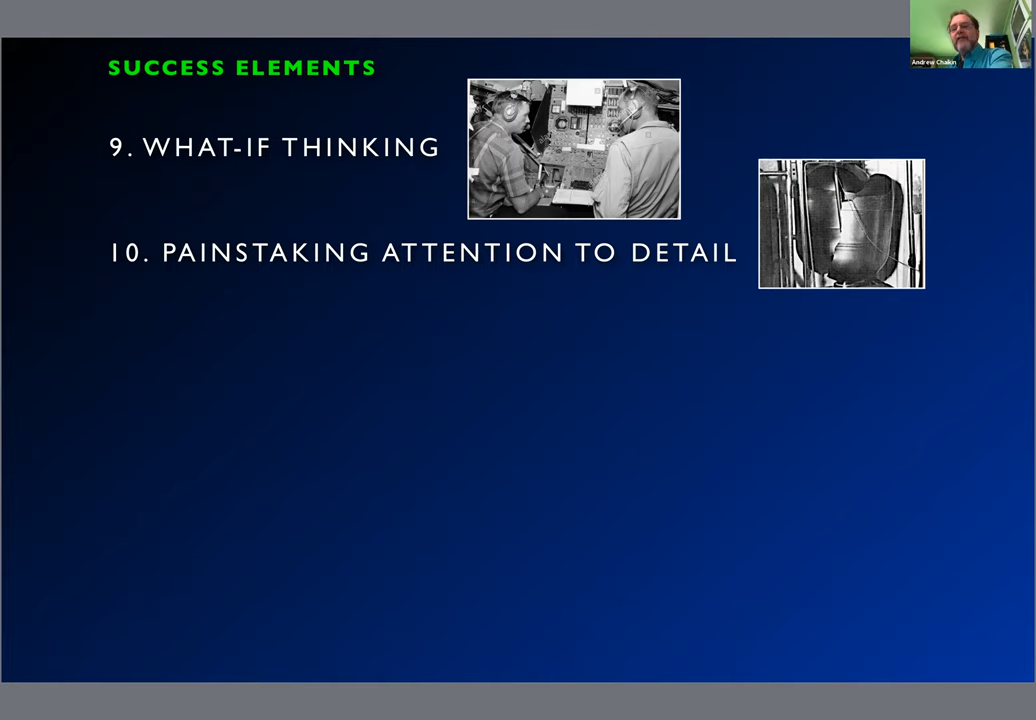 SUCCESS ELEMENTS
9. WHAT-IF THINKING
10. PAINSTAKING ATTENTION TO DETAIL
Andrew Chaikin